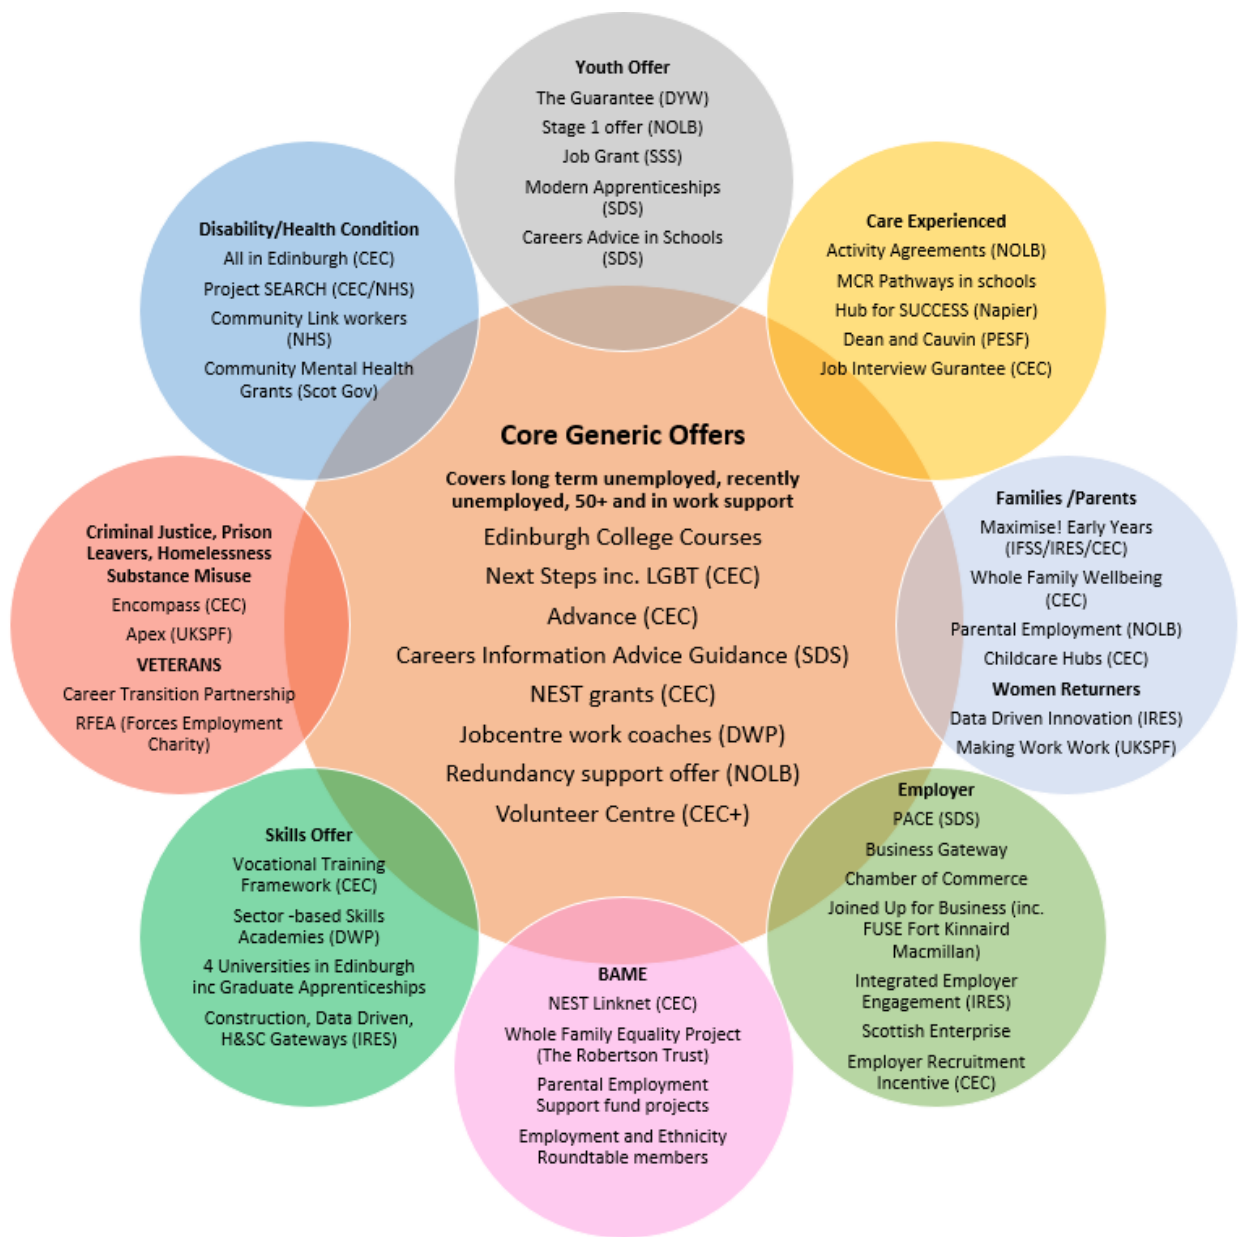 Youth Offer
The Guarantee (DYW)
Stage 1 offer (NOLB)
Job Grant (SSS)
Modern Apprenticeships
(SDS)
Careers Advice in Schools
(SDS)
Care Experienced
Activity Agreements (NOLB)
MCR Pathways in schools
Hub for SUCCESS (Napier)
Dean and Cauvin (PESF)
Job Interview Gurantee (CEC)
Families /Parents
Maximise! Early Years
(IFSS/IRES/CEC)
Whole Family Wellbeing
(CEC)
Parental Employment (NOLB)
Childcare Hubs (CEC)
Women Returners
Data Driven Innovation (IRES)
Making Work Work (UKSPF)
Employer
PACE (SDS)
Business Gateway
Chamber of Commerce
Joined Up for Business (inc.
FUSE Fort Kinnaird
Macmillan)
Integrated Employer
Engagement (IRES)
Scottish Enterprise
Employer Recruitment
Incentive (CEC)
BAME
NEST Linknet (CEC)
Whole Family Equality Project
(The Robertson Trust)
Parental Employment
Support fund projects
Employment and Ethnicity
Roundtable members
Skills Offer
Vocational Training
Framework (CEC)
Sector -based Skills
Academies (DWP)
4 Universities in Edinburgh
inc Graduate Apprenticeships
Construction, Data Driven,
H&SC Gateways (IRES)
Criminal Justice, Prison
Leavers, Homelessness
Substance Misuse
Encompass (CEC)
Apex (UKSPF)
VETERANS
Career Transition Partnership
RFEA (Forces Employment
Charity)
Disability/Health Condition
All in Edinburgh (CEC)
Project SEARCH (CEC/NHS)
Community Link workers
(NHS)
Community Mental Health
Grants (Scot Gov)
Core Generic Offers
Covers long term unemployed, recently
unemployed, 50+ and in work support
Edinburgh College Courses
Next Steps inc. LGBT (CEC)
Advance (CEC)
Careers Information Advice Guidance (SDS)
NEST grants (CEC)
Jobcentre work coaches (DWP)
Redundancy support offer (NOLB)
Volunteer Centre (CEC+)